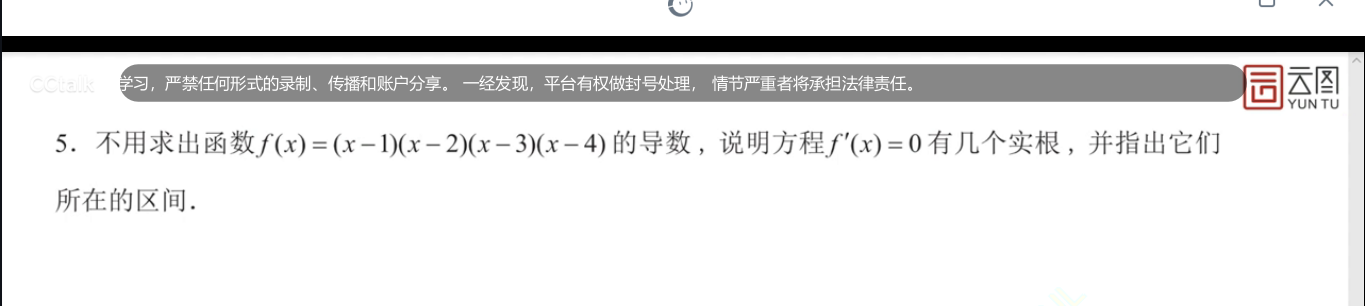 CCtalk
学习，严禁任何形式的录制、传播和账户分享。 一经发现，平台有权做封号处理， 情节严重者将承担法律责任。
云图
YUN TU
5．不用求出函数f(x)=(x−1)(x−2)(x−3)(x−4)的导数，说明方程f′(x)=0有几个实根，并指出它们
所在的区间．